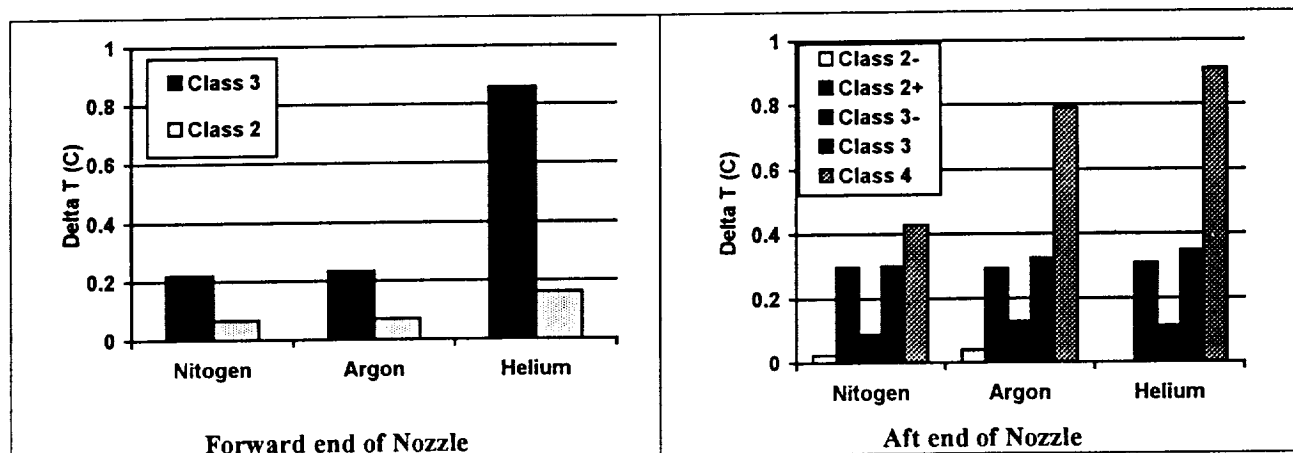 1
0.8
0.6
0.4
0.2
0
Delta T (C)
Class 3
Class 2
Nitogen Argon Helium
Forward end of Nozzle
1
0.8
0.6
0.4
0.2
0
Delta T (C)
Class 2-
Class 2+
Class 3-
Class 3
Class 4
Nitogen Argon Helium
Aft end of Nozzle